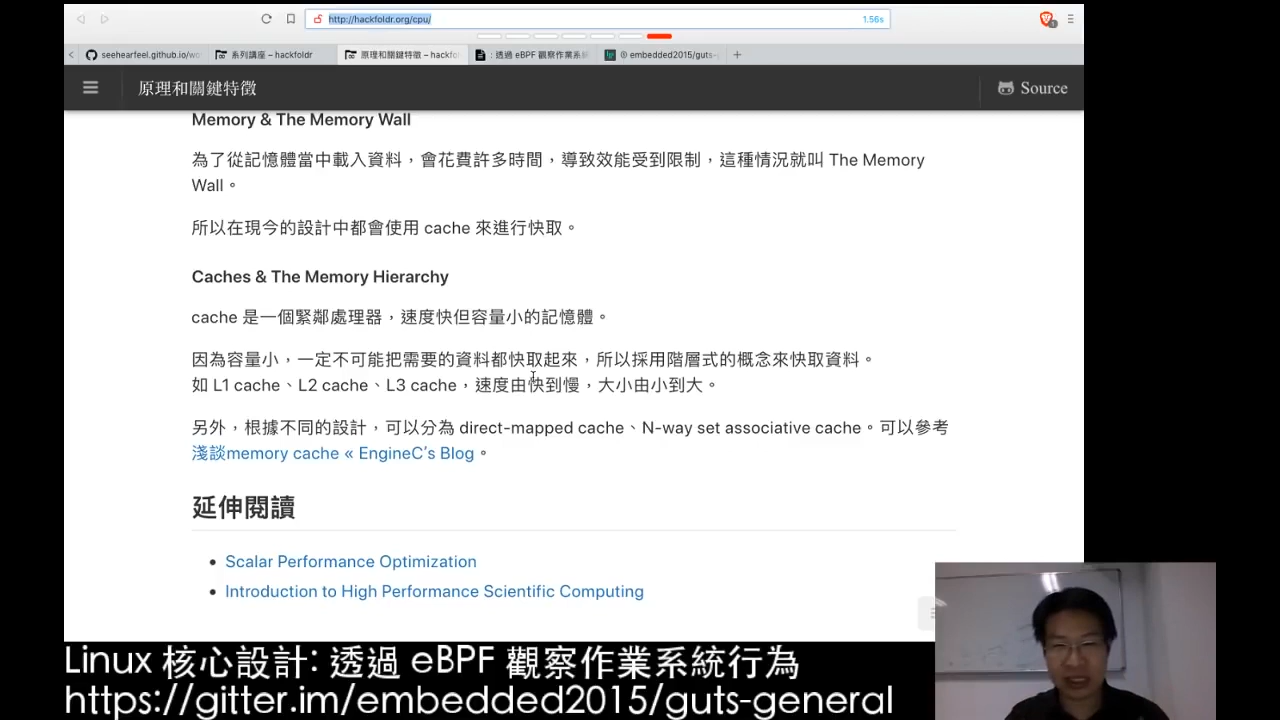 http://hackfoldr.org/cpu/
1.56s
seehearfeel.github.io/wo
系列講座 – hackfoldr
原理和關鍵特徵 – hackfo
: 透過 eBPF 觀察作業系
embedded2015/guts-
原理和關鍵特徵
Source
Memory & The Memory Wall
為了從記憶體當中載入資料，會花費許多時間，導致效能受到限制，這種情況就叫 The Memory
Wall。
所以在現今的設計中都會使用 cache 來進行快取。
Caches & The Memory Hierarchy
cache 是一個緊鄰處理器，速度快但容量小的記憶體。
因為容量小，一定不可能把需要的資料都快取起來，所以採用階層式的概念來快取資料。
如 L1 cache、L2 cache、L3 cache，速度由快到慢，大小由小到大。
另外，根據不同的設計，可以分為 direct-mapped cache、N-way set associative cache。可以參考
淺談memory cache « EngineC’s Blog。
延伸閱讀
• Scalar Performance Optimization
• Introduction to High Performance Scientific Computing
Linux 核心設計: 透過 eBPF 觀察作業系統行為
https://gitter.im/embedded2015/guts-general